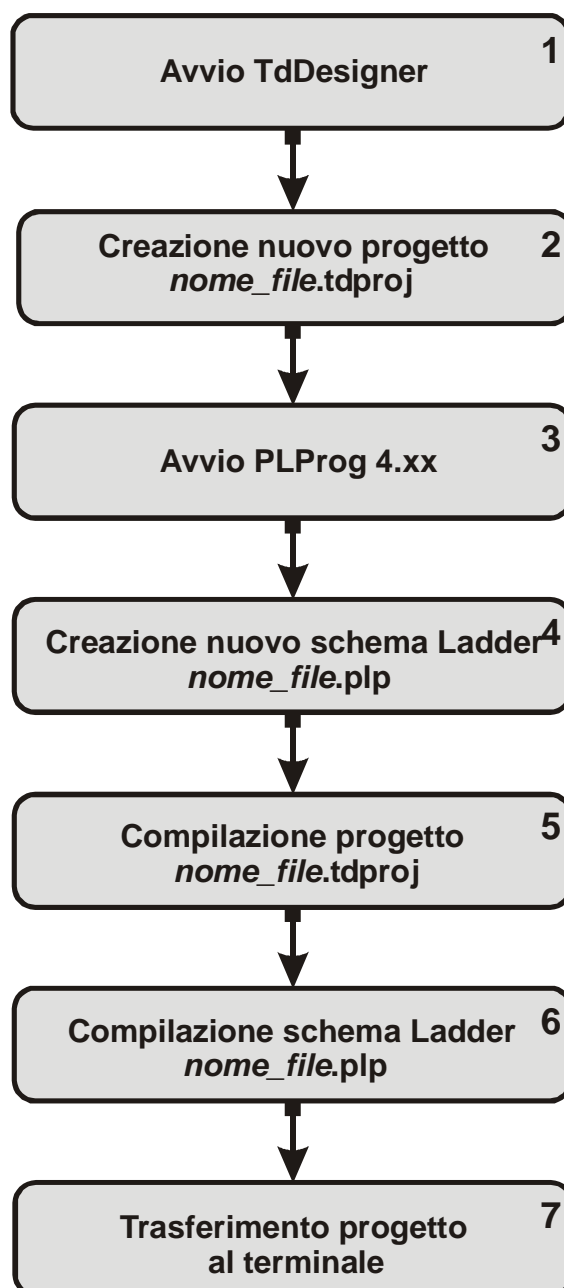 Avvio TdDesigner 1
Creazione nuovo progetto 2
nome_file.tdproj
Avvio PLProg 4.xx 3
Creazione nuovo schema Ladder 4
nome_file.plp
Compilazione progetto 5
nome_file.tdproj
Compilazione schema Ladder 6
nome_file.plp
Trasferimento progetto 7
al terminale